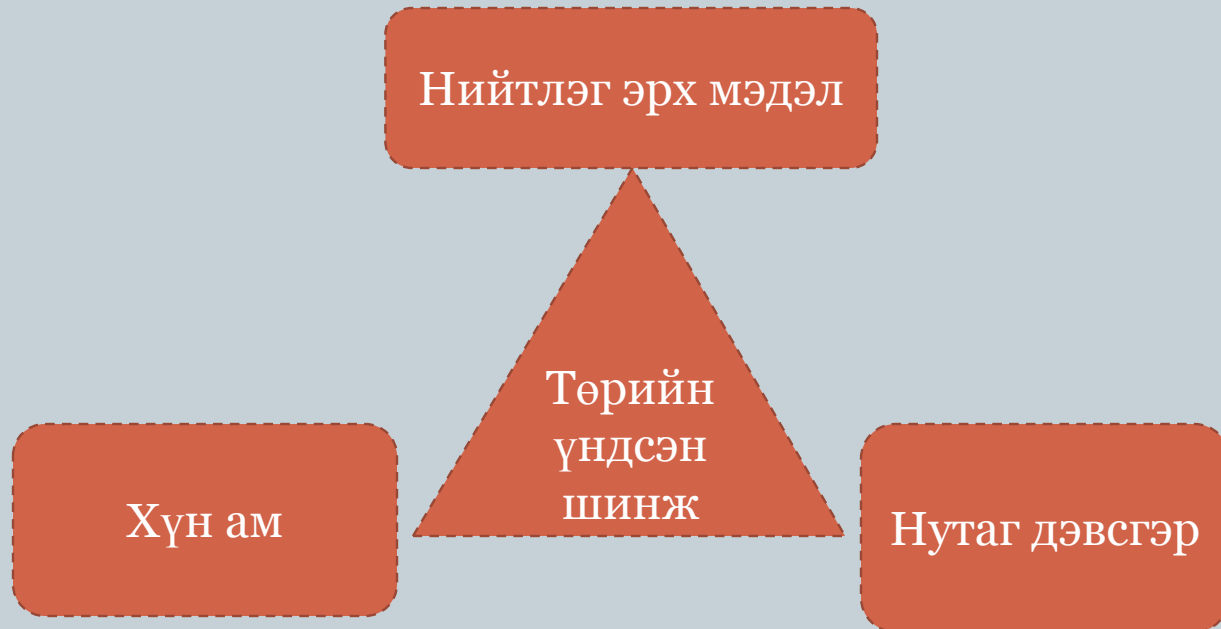 Нийтлэг эрх мэдэл
Төрийн
үндсэн
шинж
Хүн ам
Нутаг дэвсгэр